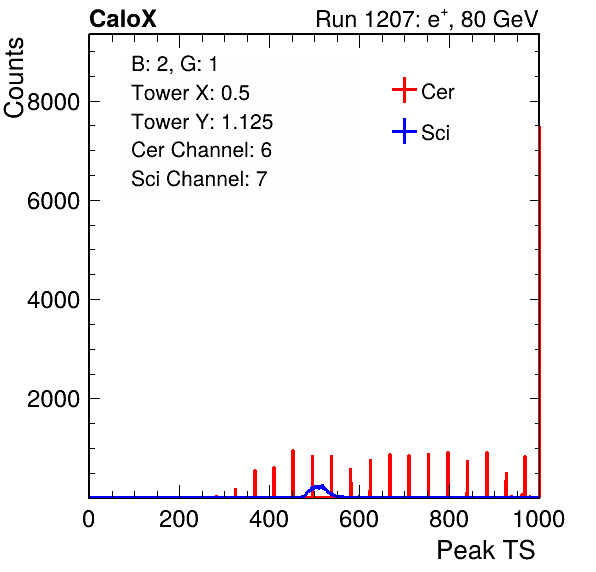 CaloX Run 1207: e⁺, 80 GeV
Counts
B: 2, G: 1
Tower X: 0.5
Tower Y: 1.125
Cer Channel: 6
Sci Channel: 7
Cer
Sci
8000
6000
4000
2000
0 200 400 600 800 1000
Peak TS